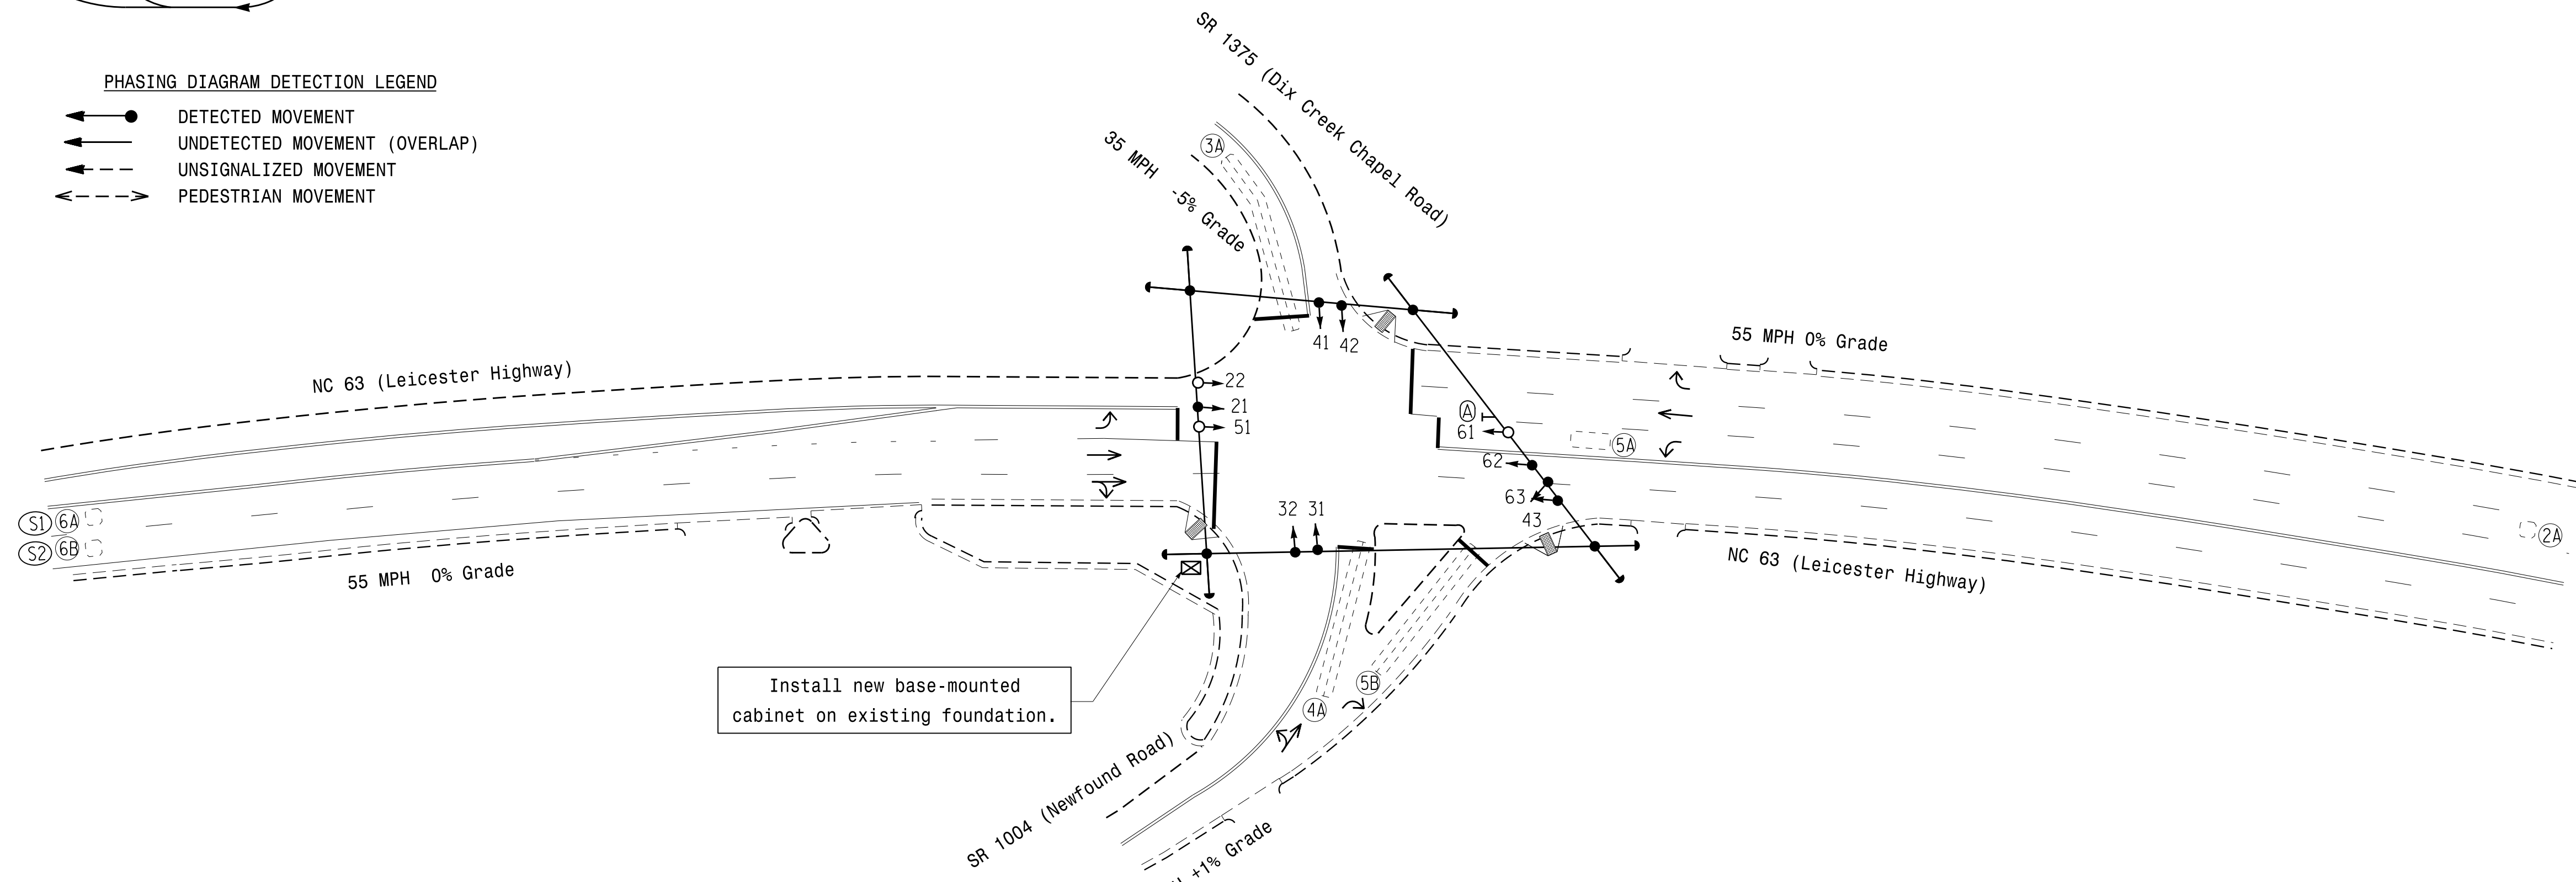 PHASING DIAGRAM DETECTION LEGEND
DETECTED MOVEMENT
UNDETECTED MOVEMENT (OVERLAP)
UNSIGNALIZED MOVEMENT
PEDESTRIAN MOVEMENT
SR 1375 (Dix Creek Chapel Road)
35 MPH -5% Grade
3A
41 42
55 MPH 0% Grade
NC 63 (Leicester Highway)
22
21
51
A
61
62
63
43
5A
2A
S1 6A
S2 6B
32 31
55 MPH 0% Grade
NC 63 (Leicester Highway)
Install new base-mounted
cabinet on existing foundation.
5B
4A
SR 1004 (Newfound Road)
+1% Grade